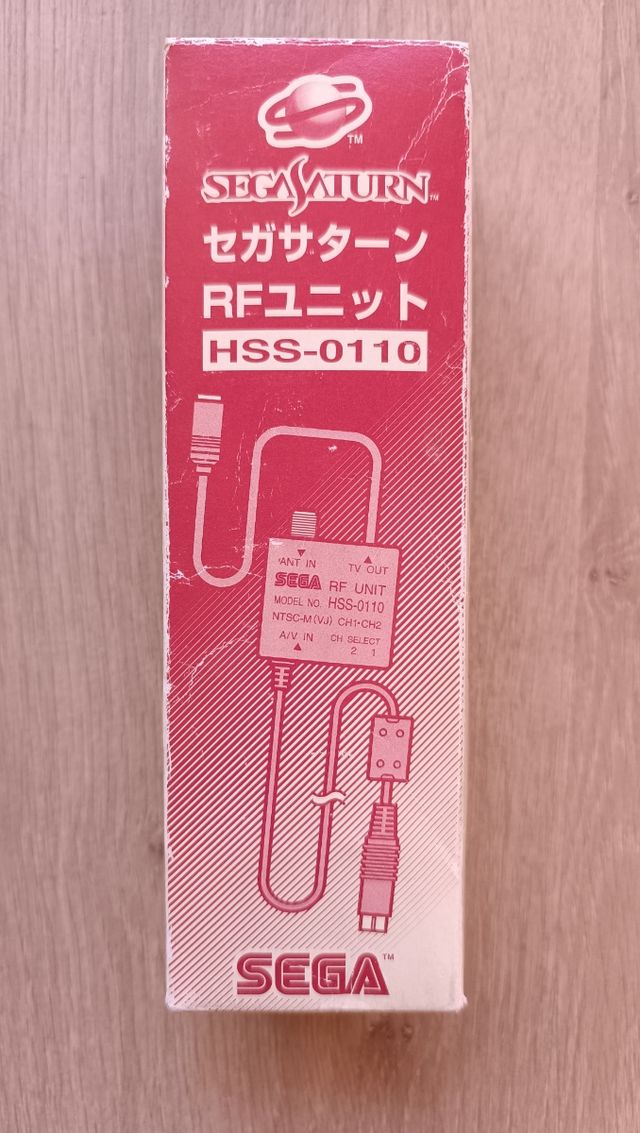 TM
SEGA SATURN TM
セガサターン
RFユニット
HSS-0110
ANT IN
TV OUT
SEGA RF UNIT
MODEL NO. HSS-0110
NTSC-M(VJ) CH1・CH2
A/V IN
CH SELECT
2 1
SEGA TM